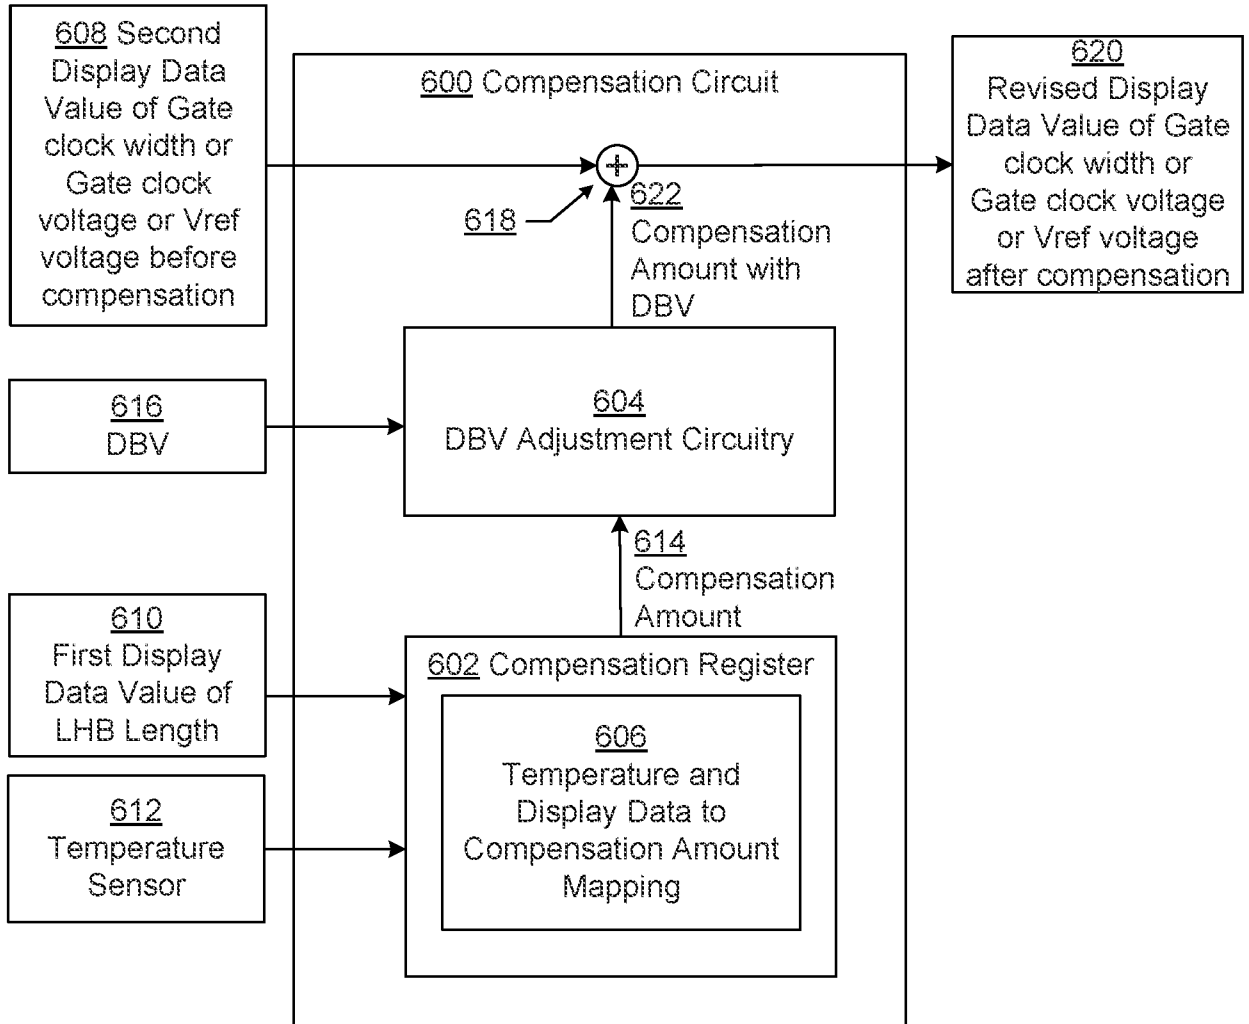 608 Second
Display Data
Value of Gate
clock width or
Gate clock
voltage or Vref
voltage before
compensation
600 Compensation Circuit
+
618
622
Compensation
Amount with
DBV
620
Revised Display
Data Value of Gate
clock width or
Gate clock voltage
or Vref voltage
after compensation
616
DBV
604
DBV Adjustment Circuitry
614
Compensation
Amount
610
First Display
Data Value of
LHB Length
602 Compensation Register
606
Temperature and
Display Data to
Compensation Amount
Mapping
612
Temperature
Sensor